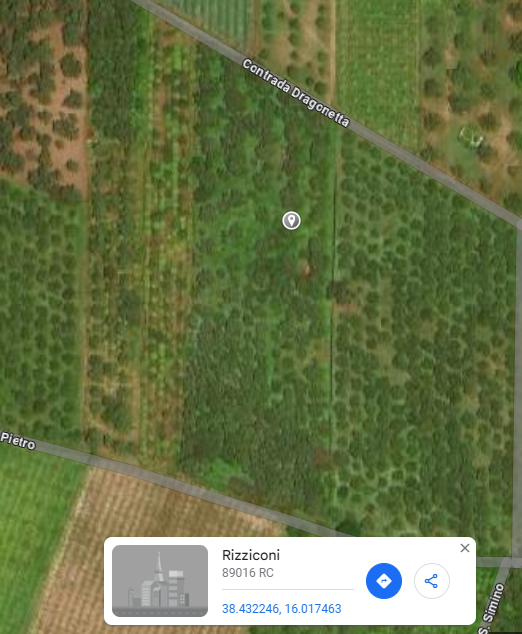 Contrada Dragonetta
Pietro
Rizziconi
89016 RC
38.432246, 16.017463
S. Simino